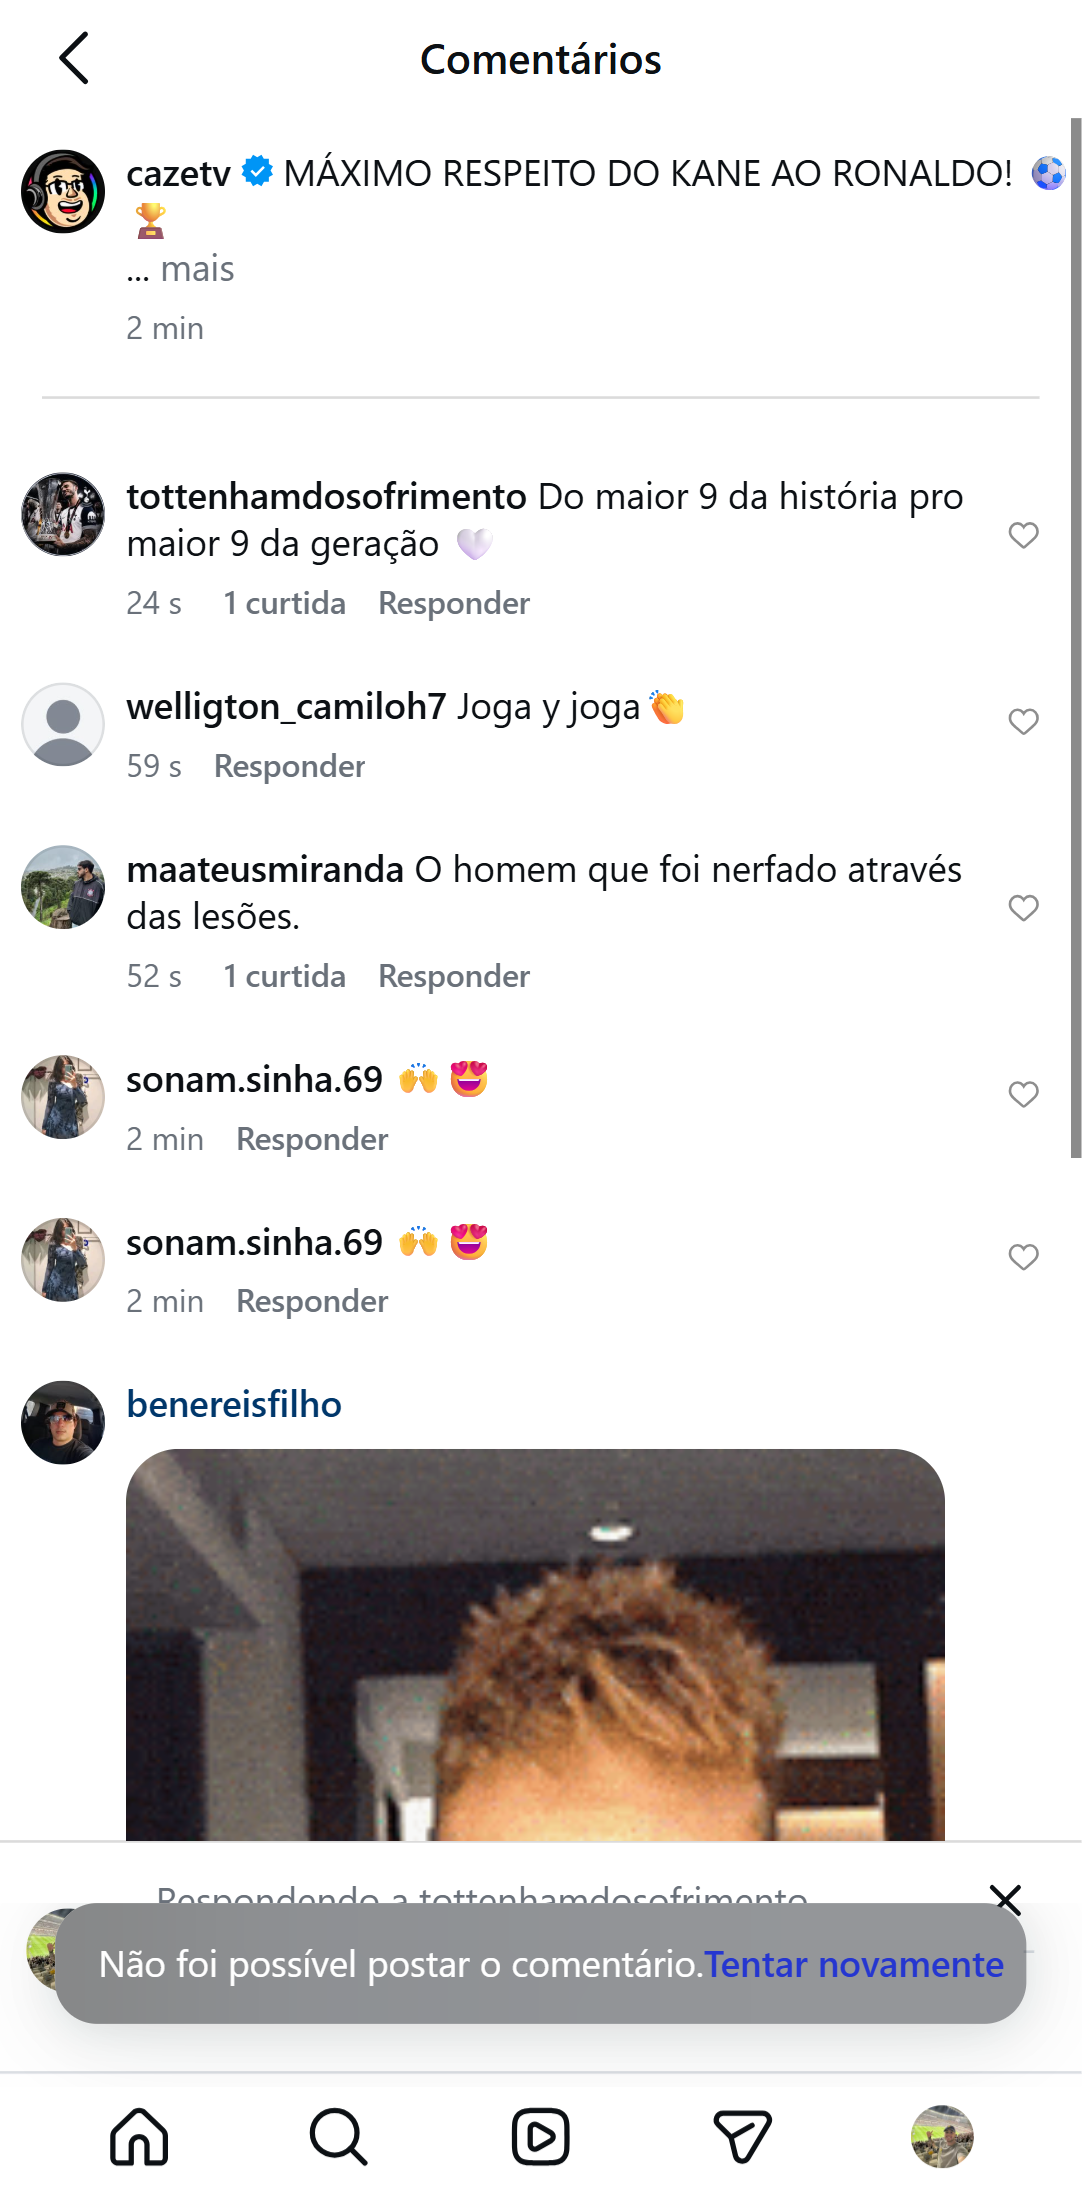 Comentários
cazetv MÁXIMO RESPEITO DO KANE AO RONALDO! ⚽
🏆
... mais
2 min
tottenhamdosofrimento Do maior 9 da história pro
maior 9 da geração 🤍
24 s 1 curtida Responder
welligton_camiloh7 Joga y joga👏
59 s Responder
maateusmiranda O homem que foi nerfado através
das lesões.
52 s 1 curtida Responder
sonam.sinha.69 🙌 😍
2 min Responder
sonam.sinha.69 🙌 😍
2 min Responder
benereisfilho
Respondendo a tottenhamdosofrimento
Não foi possível postar o comentário.Tentar novamente